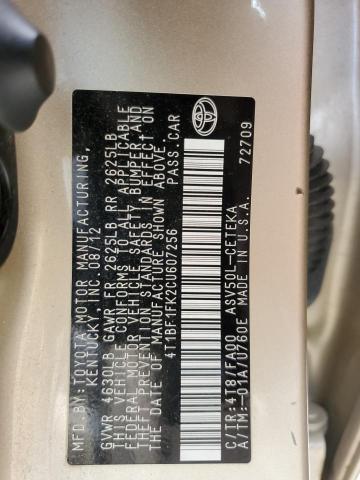 MFD.BY:TOYOTA MOTOR MANUFACTURING,
KENTUCKY, INC. 08/12
GVWR 4630LB GAWR FR 2625LB RR 2625LB
THIS VEHICLE CONFORMS TO ALL APPLICABLE
FEDERAL MOTOR VEHICLE SAFETY, BUMPER, AND
THEFT PREVENTION STANDARDS IN EFFECT ON
THE DATE OF MANUFACTURE SHOWN ABOVE.
4T1BF1FK2CU607256 PASS.CAR
C/TR:4T8/FA00 ASV50L-CETEKA
A/TM:-01A/U760E MADE IN U.S.A.
72709